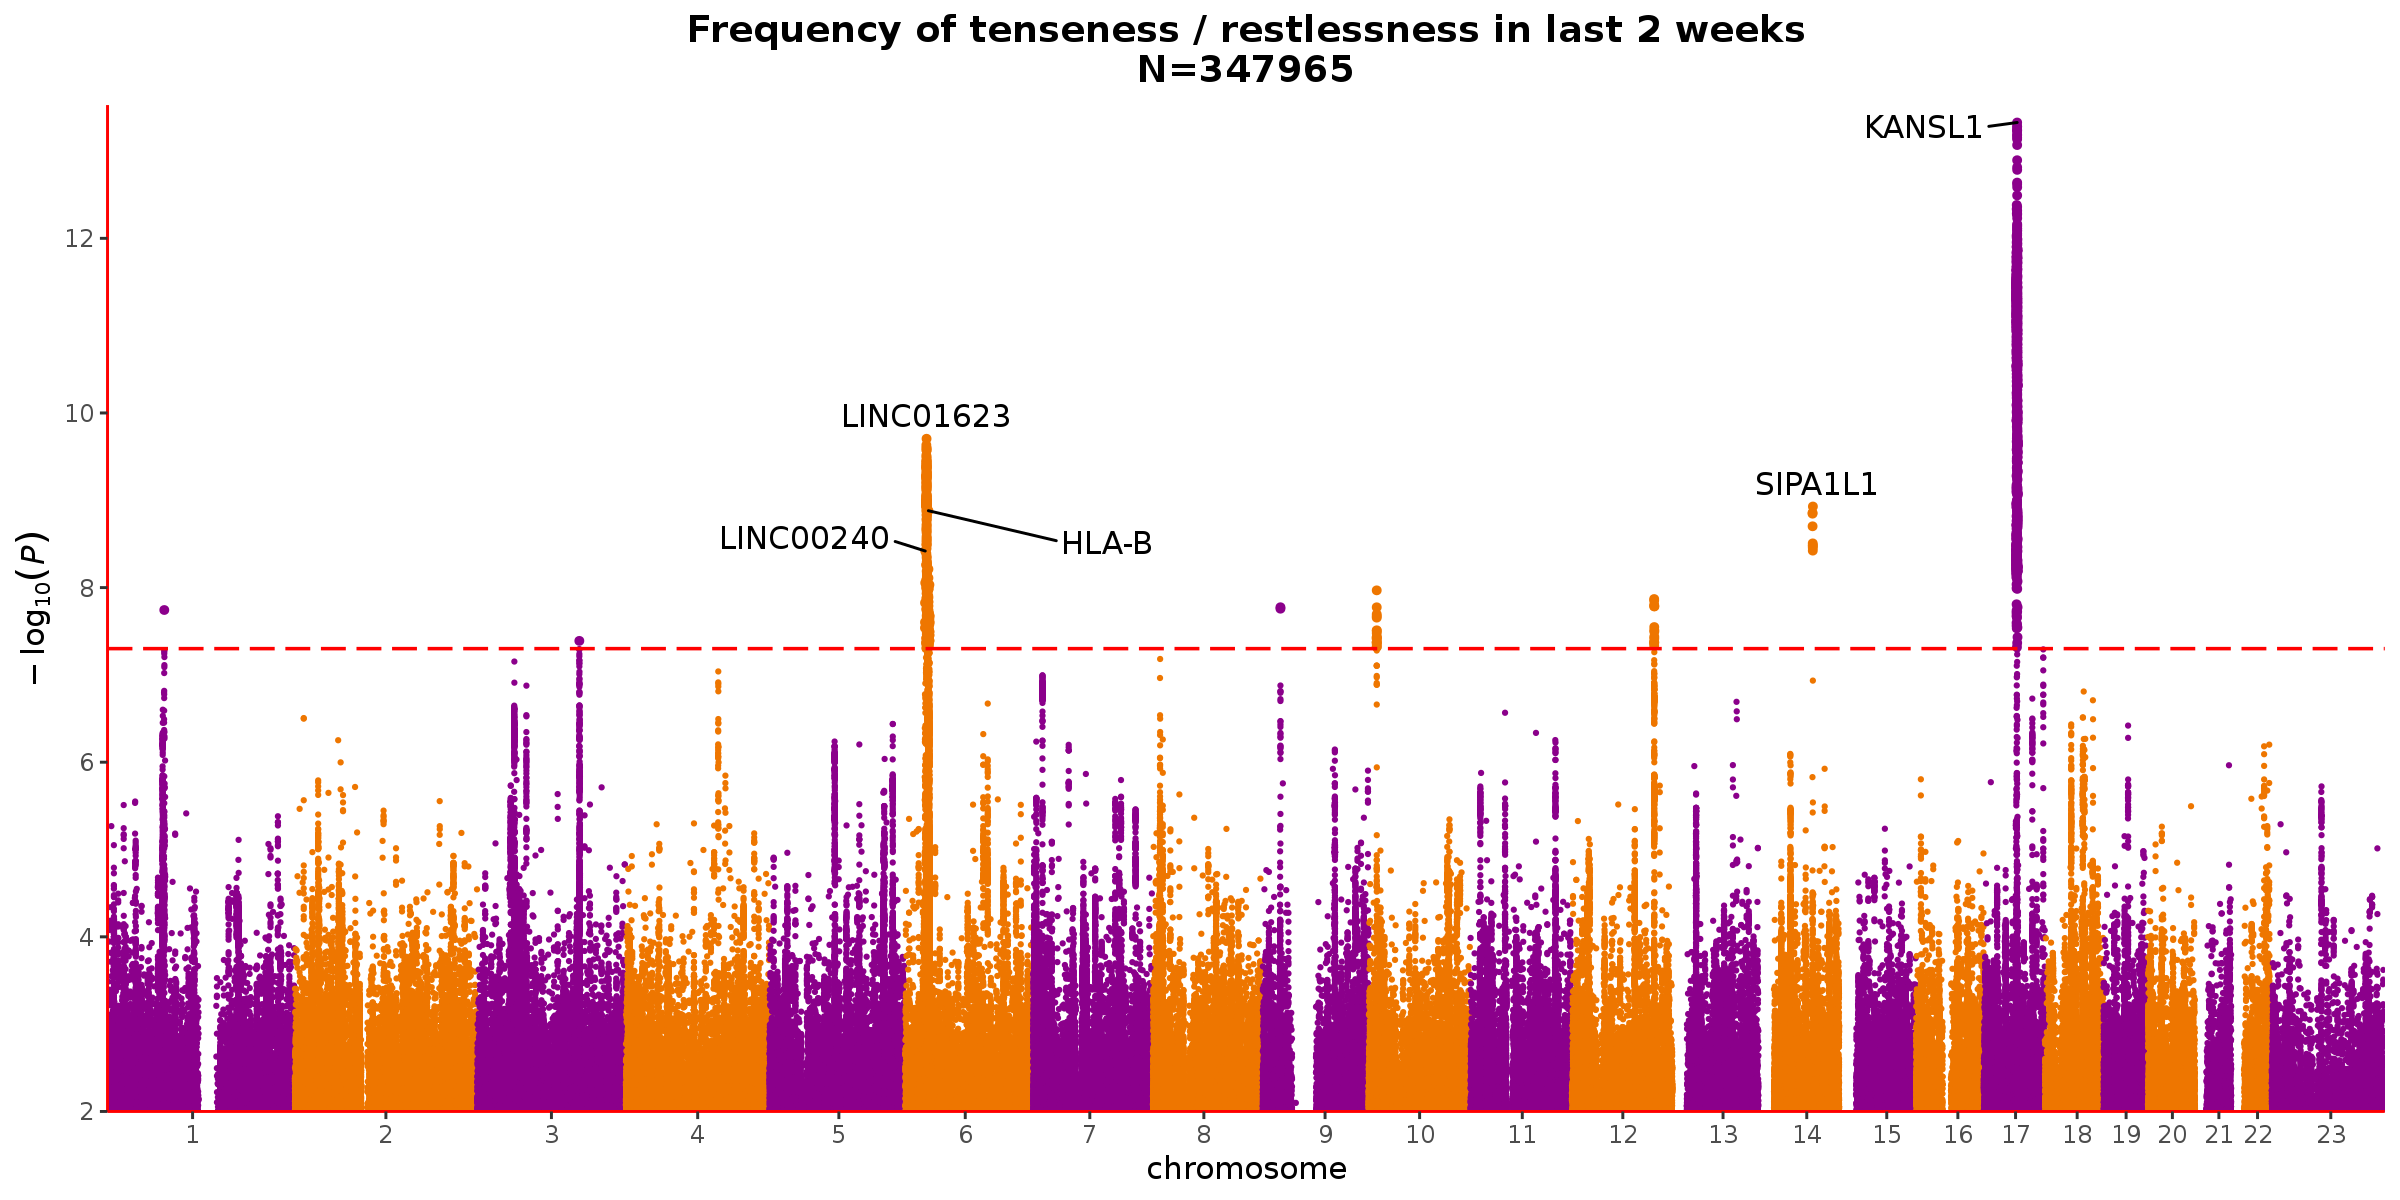 Frequency of tenseness / restlessness in last 2 weeks
N=347965
KANSL1
12
10
LINC01623
SIPA1L1
LINC00240
HLA-B
8
6
4
2
−log10(P)
1 2 3 4 5 6 7 8 9 10 11 12 13 14 15 16 17 18 19 20 21 22 23
chromosome